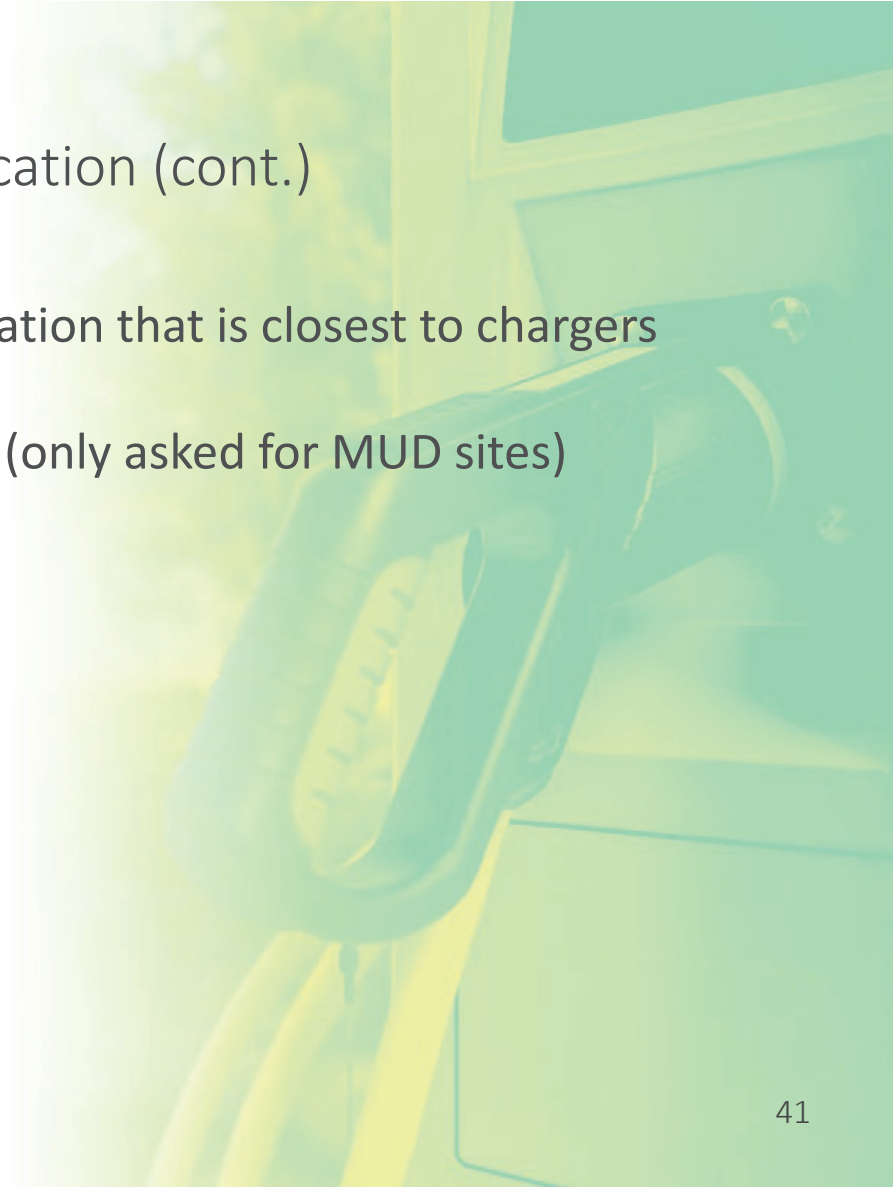 cation (cont.)
ation that is closest to chargers
(only asked for MUD sites)
41